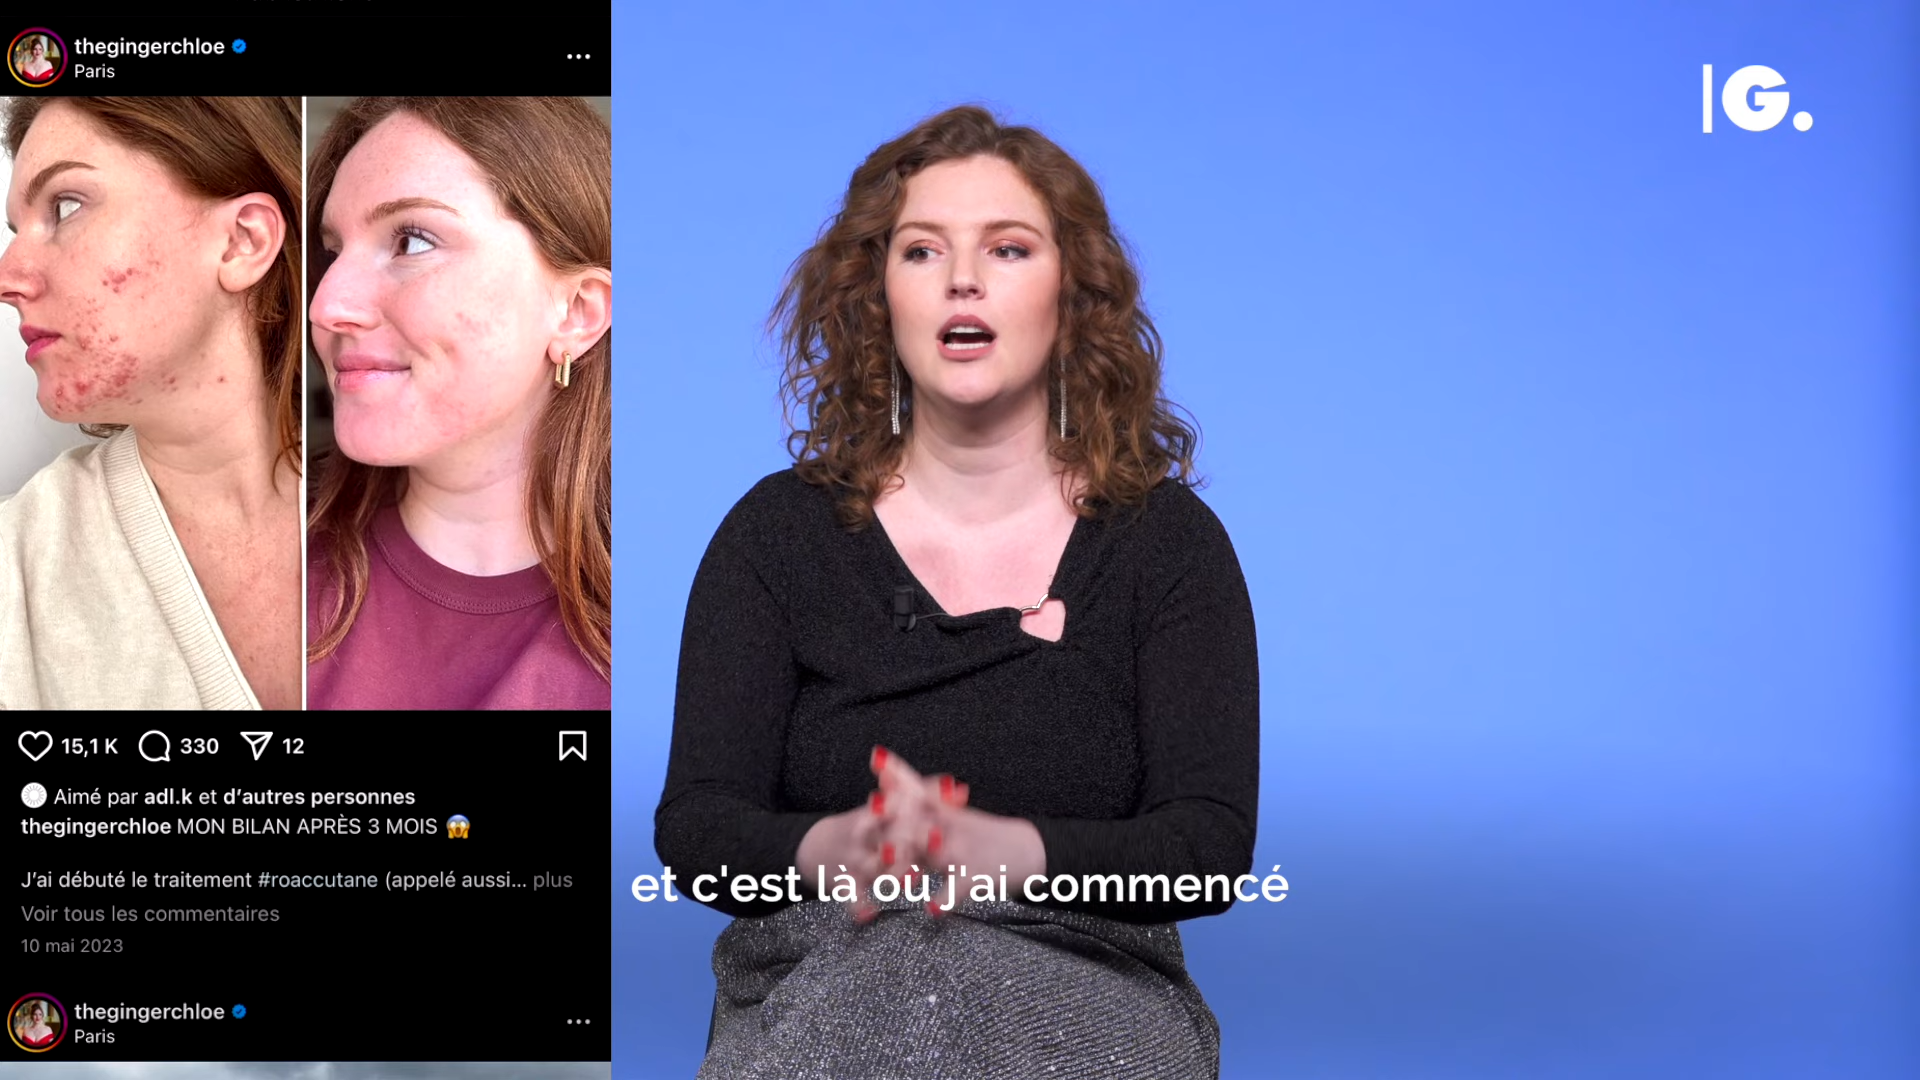 thegingerchloe
Paris
15,1 K 330 12
Aimé par adl.k et d'autres personnes
thegingerchloe MON BILAN APRÈS 3 MOIS 😱
J'ai débuté le traitement #roaccutane (appelé aussi... plus
Voir tous les commentaires
10 mai 2023
thegingerchloe
Paris
|G.
et c'est là où j'ai commencé